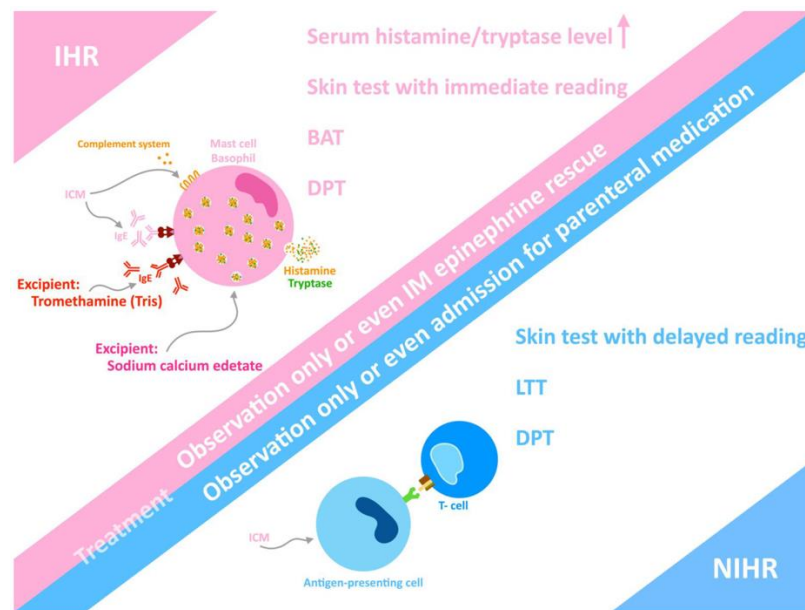 IHR
Serum histamine/tryptase level
Skin test with immediate reading
BAT
DPT
Complement system
Mast cell
Basophil
ICM
IgE
IgE
Excipient:
Tromethamine (Tris)
Histamine
Tryptase
Excipient:
Sodium calcium edetate
Treatment
Observation only or even IM epinephrine rescue
Observation only or even admission for parenteral medication
Skin test with delayed reading
LTT
DPT
T- cell
ICM
Antigen-presenting cell
NIHR